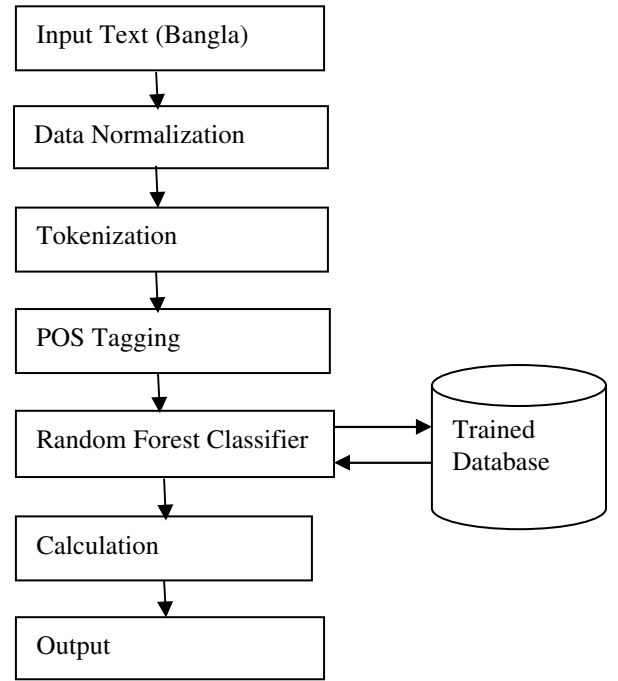 Input Text (Bangla)
Data Normalization
Tokenization
POS Tagging
Random Forest Classifier
Trained
Database
Calculation
Output